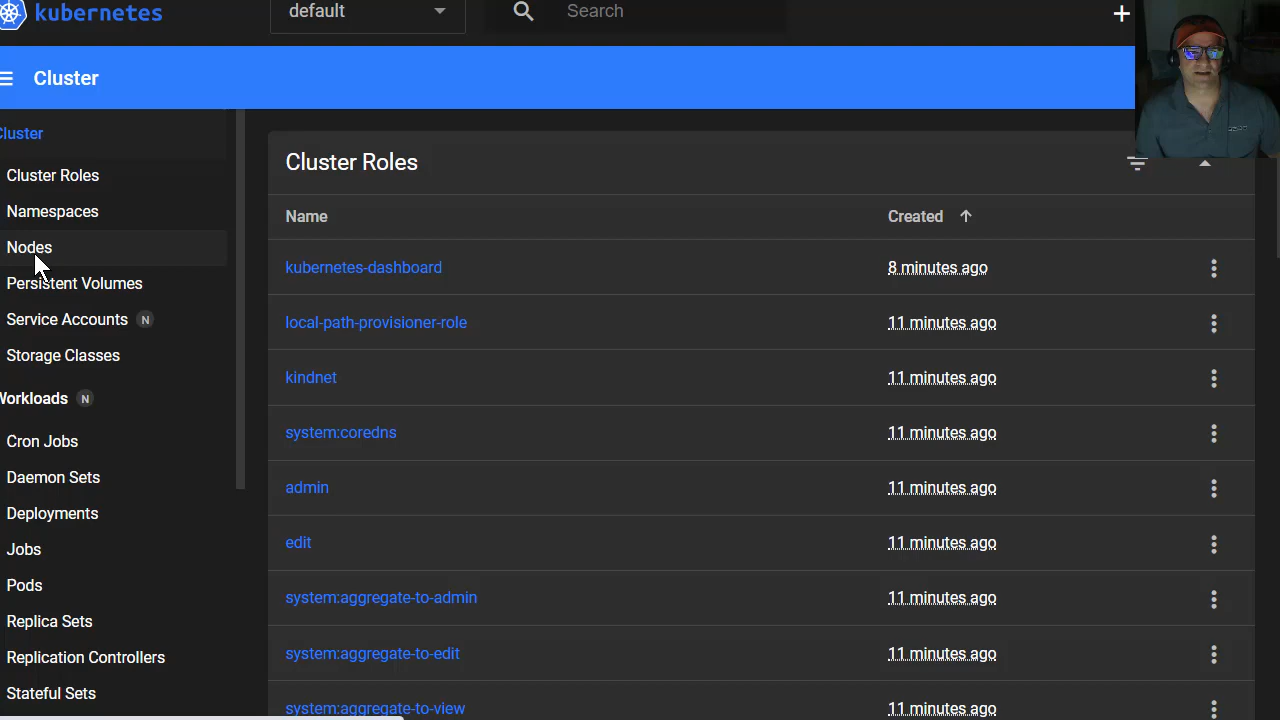 kubernetes
default
Search
Cluster
Cluster
Cluster Roles
Namespaces
Nodes
Persistent Volumes
Service Accounts N
Storage Classes
Workloads N
Cron Jobs
Daemon Sets
Deployments
Jobs
Pods
Replica Sets
Replication Controllers
Stateful Sets
Cluster Roles
Name Created
kubernetes-dashboard 8 minutes ago
local-path-provisioner-role 11 minutes ago
kindnet 11 minutes ago
system:coredns 11 minutes ago
admin 11 minutes ago
edit 11 minutes ago
system:aggregate-to-admin 11 minutes ago
system:aggregate-to-edit 11 minutes ago
system:aggregate-to-view 11 minutes ago